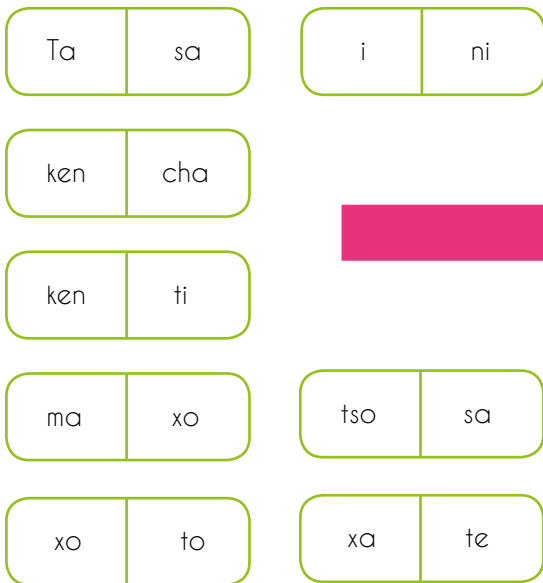 Ta sa i ni
ken cha
ken ti
ma xo tso sa
xo to xa te